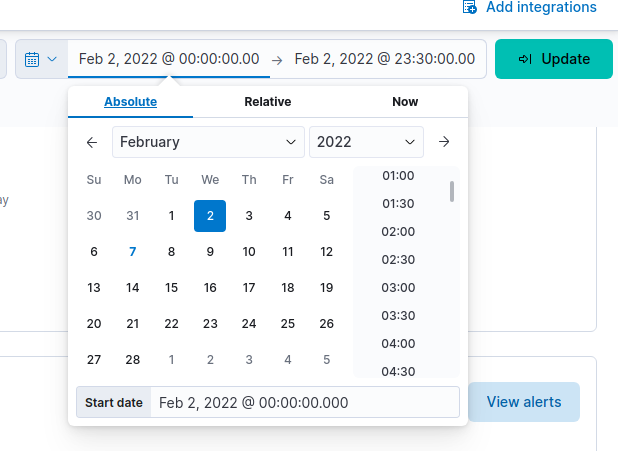 Add integrations
Feb 2, 2022 @ 00:00:00.00 → Feb 2, 2022 @ 23:30:00.00 Update
Absolute Relative Now
← February 2022 →
Su Mo Tu We Th Fr Sa
30 31 1 2 3 4 5
6 7 8 9 10 11 12
13 14 15 16 17 18 19
20 21 22 23 24 25 26
27 28 1 2 3 4 5
01:00
01:30
02:00
02:30
03:00
03:30
04:00
04:30
Start date Feb 2, 2022 @ 00:00:00.000
View alerts